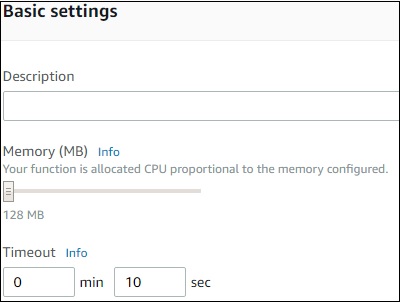 Basic settings
Description
Memory (MB) Info
Your function is allocated CPU proportional to the memory configured.
128 MB
Timeout Info
0 min 10 sec